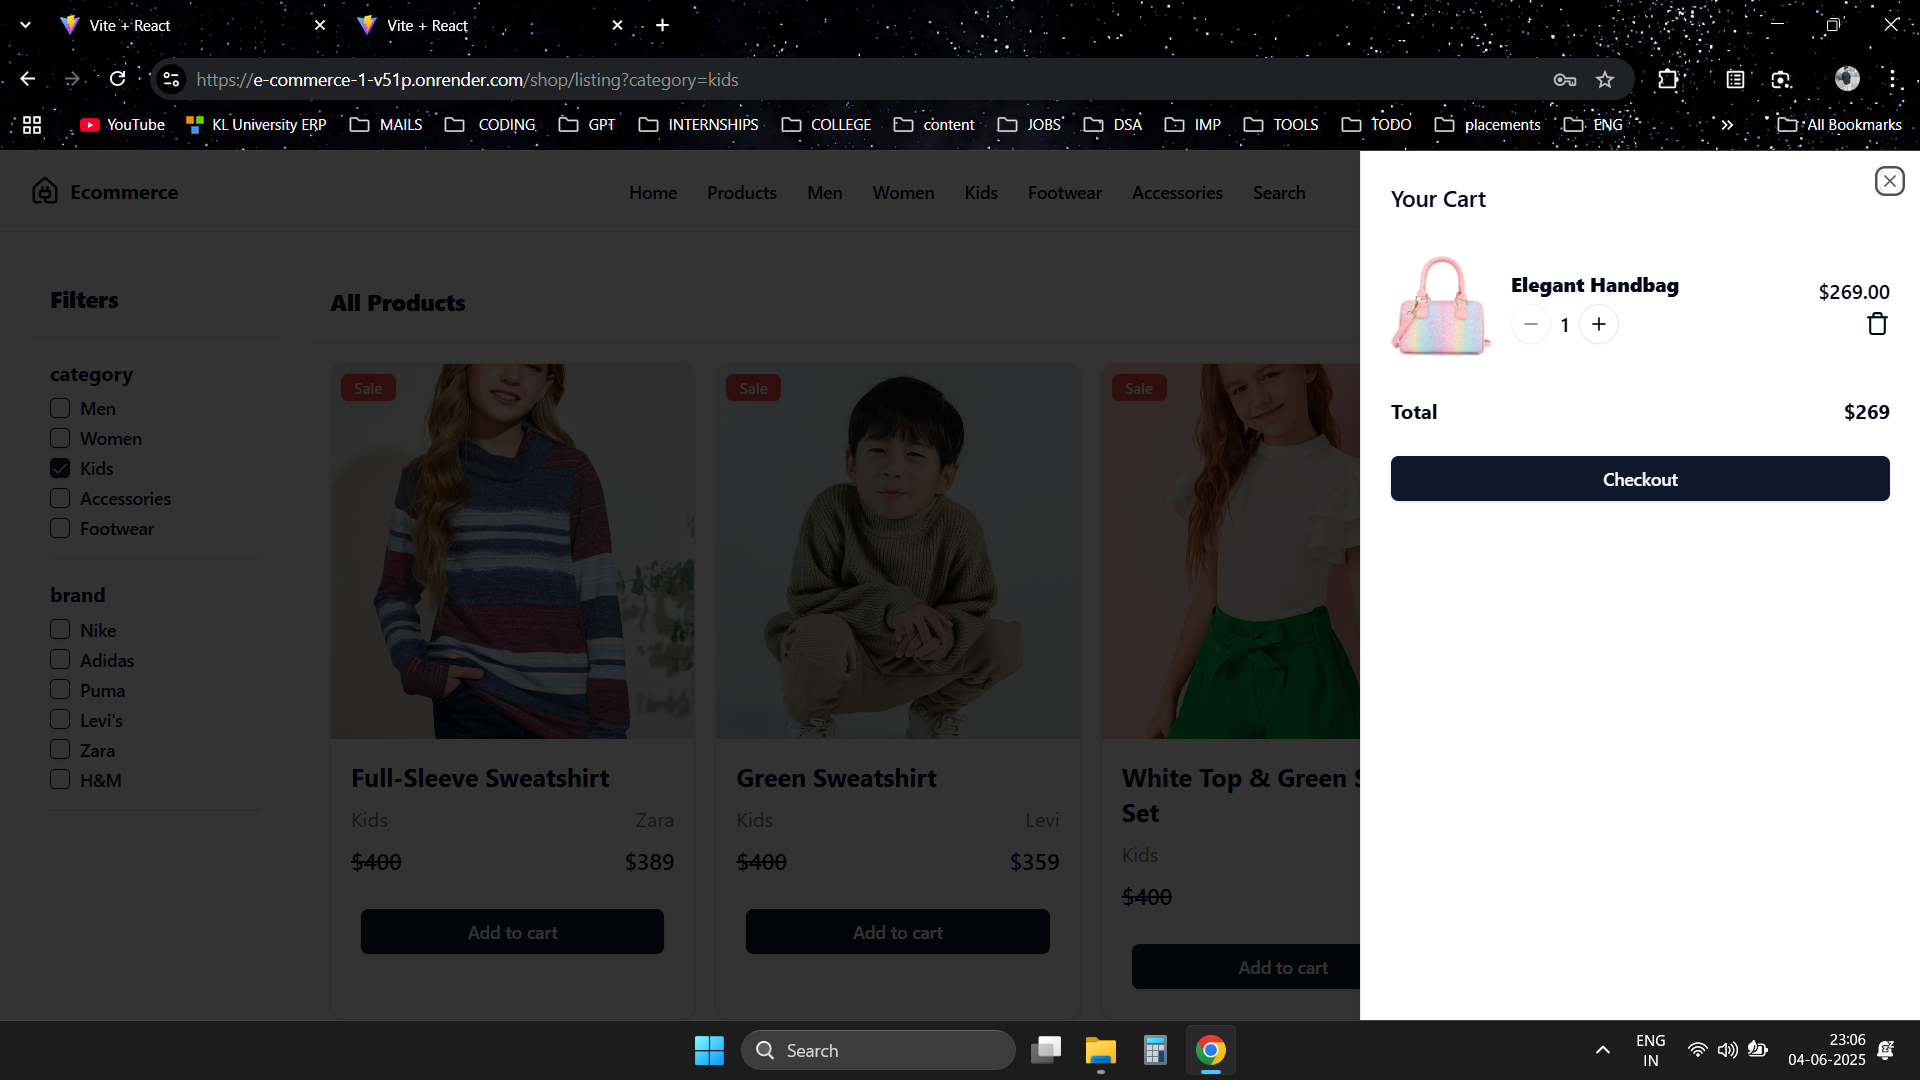 Vite + React
Vite + React
https://e-commerce-1-v51p.onrender.com/shop/listing?category=kids
YouTube KL University ERP MAILS CODING GPT INTERNSHIPS COLLEGE content JOBS DSA IMP TOOLS TODO placements ENG » All Bookmarks
Ecommerce
Home Products Men Women Kids Footwear Accessories Search
Filters
category
Men
Women
Kids
Accessories
Footwear
brand
Nike
Adidas
Puma
Levi's
Zara
H&M
All Products
Sale
Full-Sleeve Sweatshirt
Kids Zara
$400 $389
Add to cart
Sale
Green Sweatshirt
Kids Levi
$400 $359
Add to cart
Sale
White Top & Green
Set
Kids
$400
Add to cart
Your Cart
Elegant Handbag
$269.00
1
Total $269
Checkout
Search
ENG
IN
23:06
04-06-2025